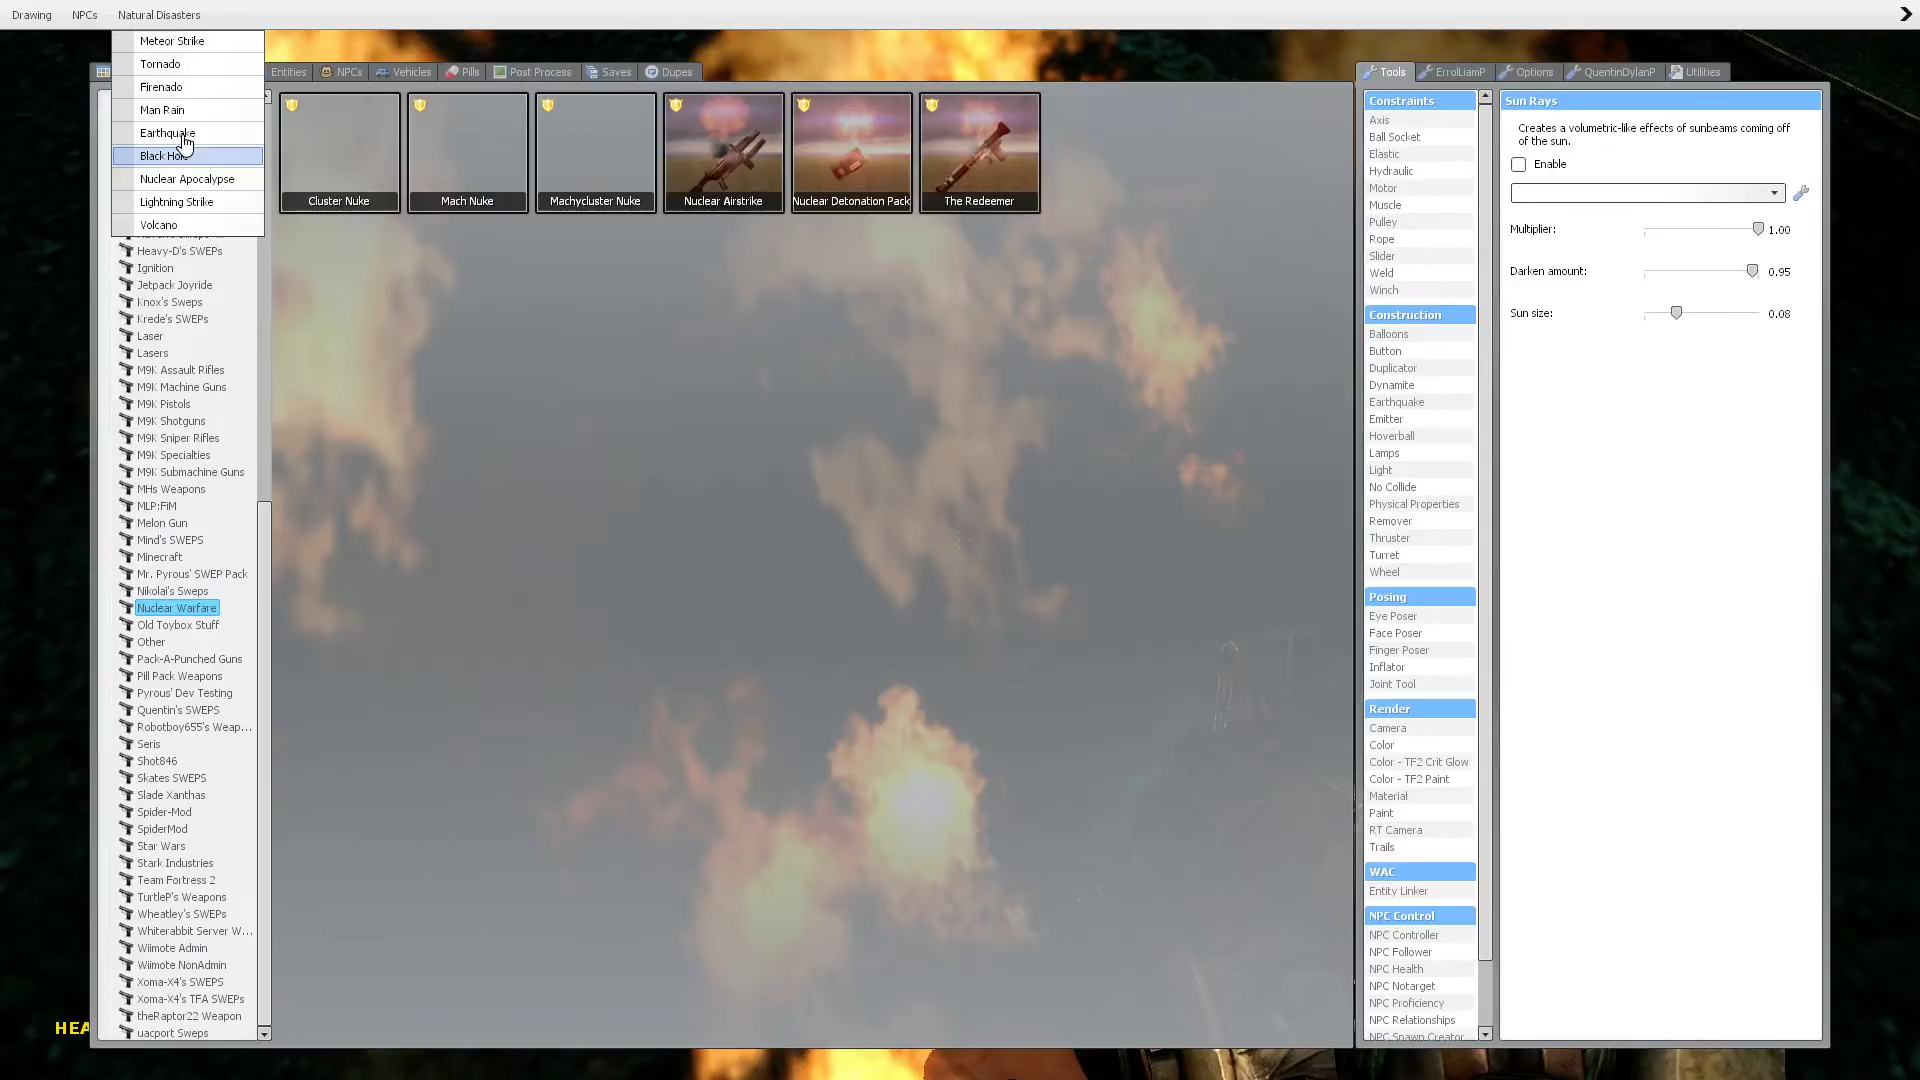 Drawing NPCs Natural Disasters
Meteor Strike
Tornado
Firenado
Man Rain
Earthquake
Black Hole
Nuclear Apocalypse
Lightning Strike
Volcano
Entities NPCs Vehicles Pills Post Process Saves Dupes
Cluster Nuke
Mach Nuke
Machycluster Nuke
Nuclear Airstrike
Nuclear Detonation Pack
The Redeemer
Heavy-D's SWEPs
Ignition
Jetpack Joyride
Knox's Sweps
Krede's SWEPs
Laser
Lasers
M9K Assault Rifles
M9K Machine Guns
M9K Pistols
M9K Shotguns
M9K Sniper Rifles
M9K Specialties
M9K Submachine Guns
MHs Weapons
MLP:FiM
Melon Gun
Mind's SWEPS
Minecraft
Mr. Pyrous' SWEP Pack
Nikolai's Sweps
Nuclear Warfare
Old Toybox Stuff
Other
Pack-A-Punched Guns
Pill Pack Weapons
Pyrous' Dev Testing
Quentin's SWEPS
Robotboy655's Weap...
Seris
Shot846
Skates SWEPS
Slade Xanthas
Spider-Mod
SpiderMod
Star Wars
Stark Industries
Team Fortress 2
TurtleP's Weapons
Wheatley's SWEPs
Whiterabbit Server W...
Wiimote Admin
Wiimote NonAdmin
Xoma-X4's SWEPS
Xoma-X4's TFA SWEPs
theRaptor22 Weapon
uacport Sweps
HEA
Tools ErrolLiamP Options QuentinDylanP Utilities
Constraints
Axis
Ball Socket
Elastic
Hydraulic
Motor
Muscle
Pulley
Rope
Slider
Weld
Winch
Construction
Balloons
Button
Duplicator
Dynamite
Earthquake
Emitter
Hoverball
Lamps
Light
No Collide
Physical Properties
Remover
Thruster
Turret
Wheel
Posing
Eye Poser
Face Poser
Finger Poser
Inflator
Joint Tool
Render
Camera
Color
Color - TF2 Crit Glow
Color - TF2 Paint
Material
Paint
RT Camera
Trails
WAC
Entity Linker
NPC Control
NPC Controller
NPC Follower
NPC Health
NPC Notarget
NPC Proficiency
NPC Relationships
NPC Spawn Creator
Sun Rays
Creates a volumetric-like effects of sunbeams coming off
of the sun.
Enable
Multiplier: 1.00
Darken amount: 0.95
Sun size: 0.08